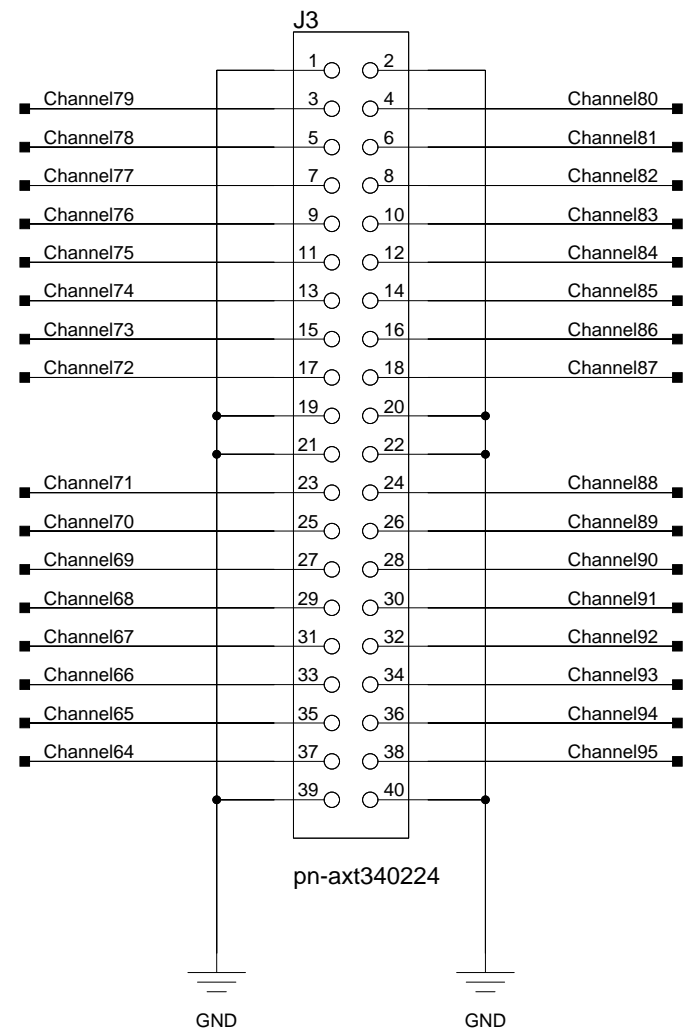 J3
1 2
Channel79 3 4 Channel80
Channel78 5 6 Channel81
Channel77 7 8 Channel82
Channel76 9 10 Channel83
Channel75 11 12 Channel84
Channel74 13 14 Channel85
Channel73 15 16 Channel86
Channel72 17 18 Channel87
19 20
21 22
Channel71 23 24 Channel88
Channel70 25 26 Channel89
Channel69 27 28 Channel90
Channel68 29 30 Channel91
Channel67 31 32 Channel92
Channel66 33 34 Channel93
Channel65 35 36 Channel94
Channel64 37 38 Channel95
39 40
pn-axt340224
GND GND